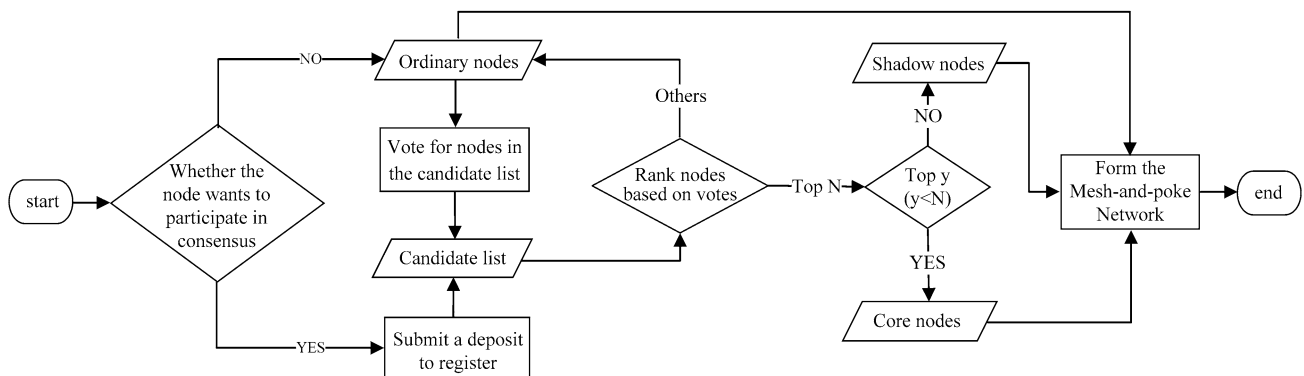 start
Whether the
node wants to
participate in
consensus
NO
YES
Ordinary nodes
Vote for nodes in
the candidate list
Candidate list
Submit a deposit
to register
Others
Rank nodes
based on votes
Top N
Shadow nodes
NO
Top y
(y<N)
YES
Core nodes
Form the
Mesh-and-poke
Network
end